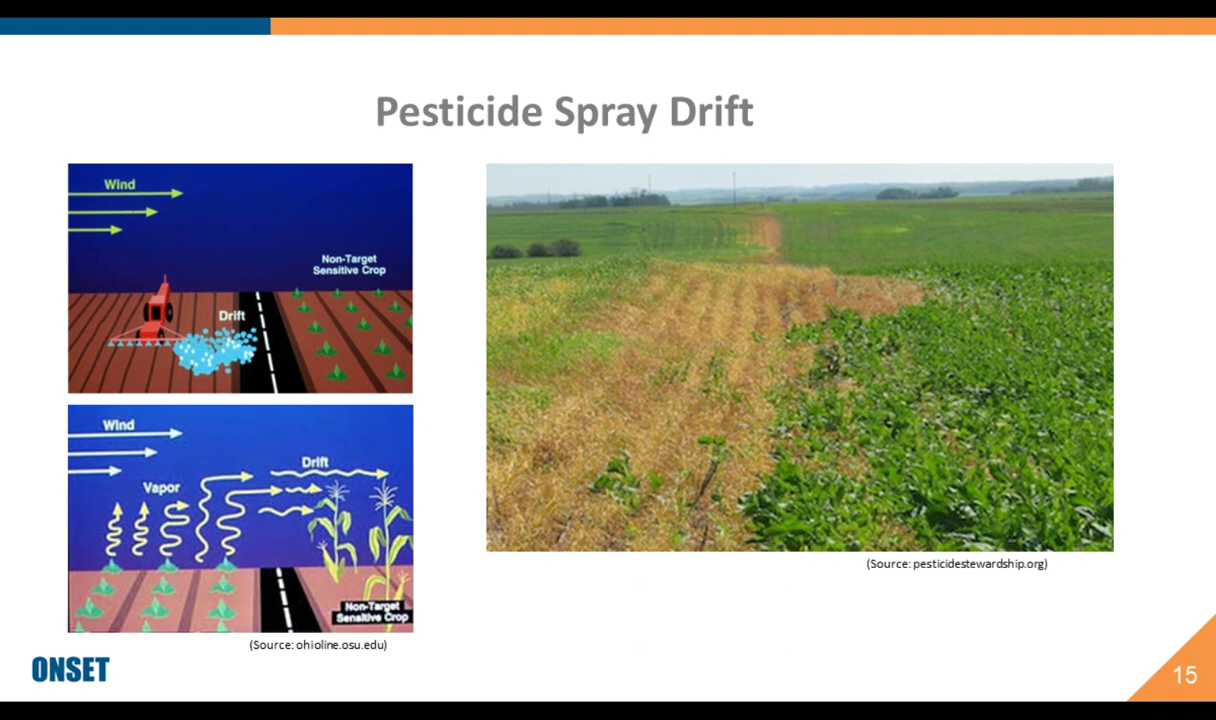 Pesticide Spray Drift
Wind
Non-Target
Sensitive Crop
Drift
Wind
Drift
Vapor
Non-Target
Sensitive Crop
(Source: ohioline.osu.edu)
(Source: pesticidestewardship.org)
ONSET
15